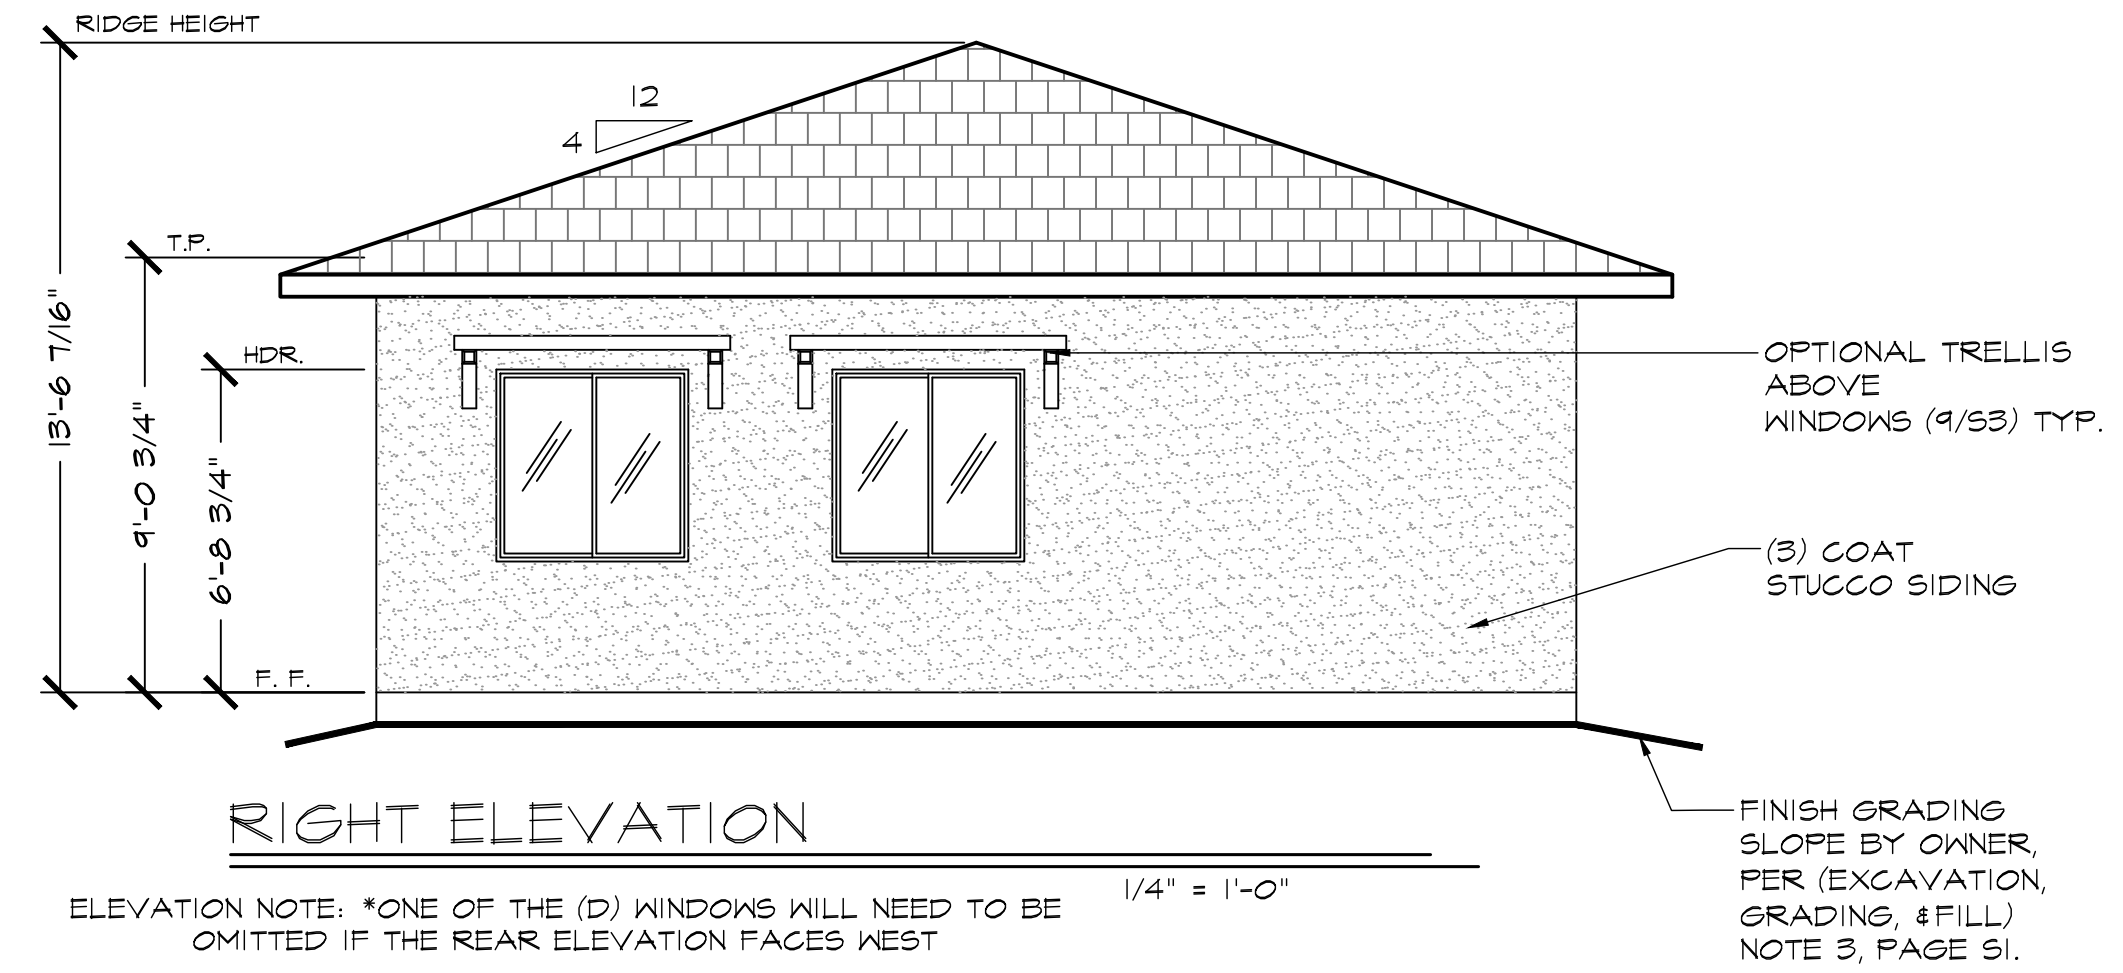 RIDGE HEIGHT
12
4
T.P.
HDR.
F. F.
13'-6 7/16"
9'-0 3/4"
6'-8 3/4"
OPTIONAL TRELLIS
ABOVE
WINDOWS (9/S3) TYP.
(3) COAT
STUCCO SIDING
FINISH GRADING
SLOPE BY OWNER,
PER (EXCAVATION,
GRADING, &FILL)
NOTE 3, PAGE S1.
RIGHT ELEVATION
1/4" = 1'-0"
ELEVATION NOTE: *ONE OF THE (D) WINDOWS WILL NEED TO BE
OMITTED IF THE REAR ELEVATION FACES WEST